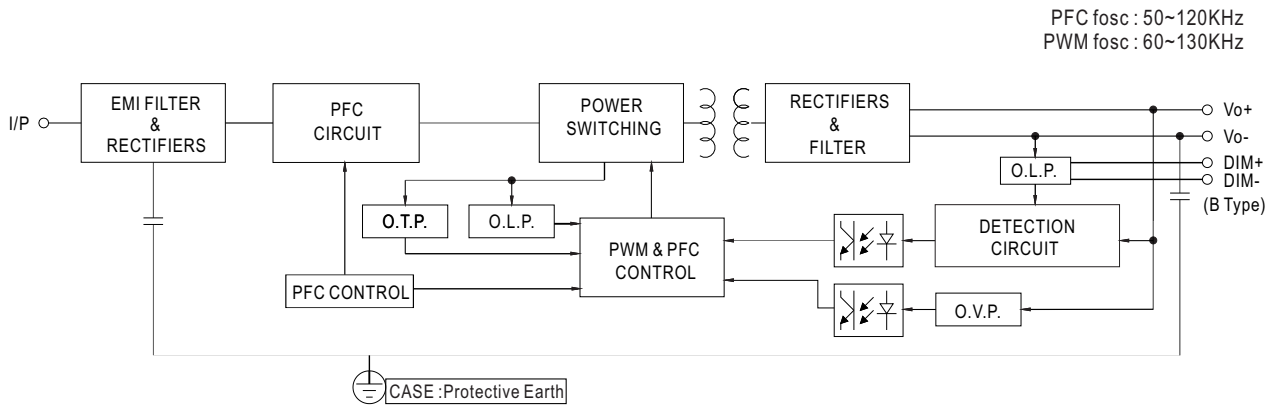 PFC fosc : 50~120KHz
PWM fosc : 60~130KHz
I/P
EMI FILTER
&
RECTIFIERS
PFC
CIRCUIT
POWER
SWITCHING
RECTIFIERS
&
FILTER
Vo+
Vo-
DIM+
DIM-
(B Type)
O.L.P.
O.T.P.
O.L.P.
PWM & PFC
CONTROL
DETECTION
CIRCUIT
PFC CONTROL
O.V.P.
CASE :Protective Earth